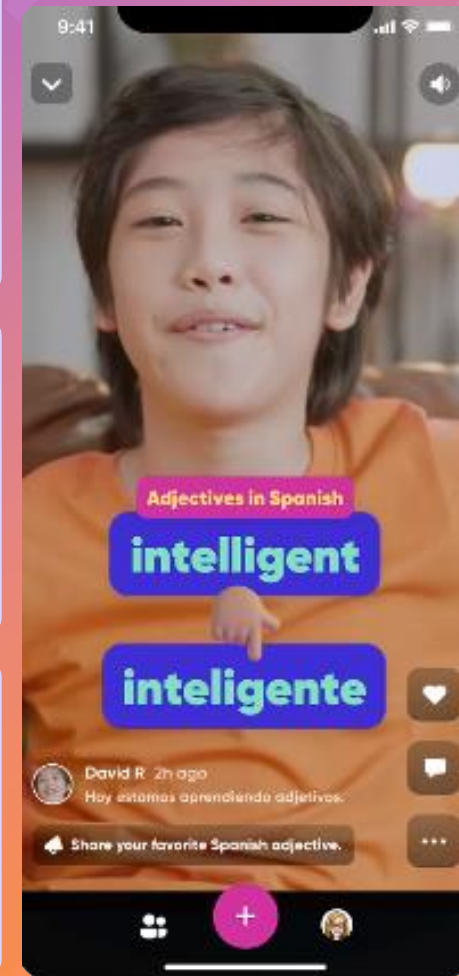 9:41
Adjectives in Spanish
intelligent
inteligente
David R 2h ago
Hoy estamos aprendiendo adjetivos.
Share your favorite Spanish adjective.